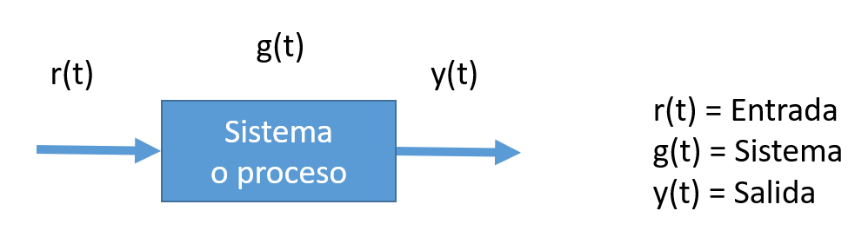 g(t)
r(t)
y(t)
Sistema
o proceso
r(t) = Entrada
g(t) = Sistema
y(t) = Salida